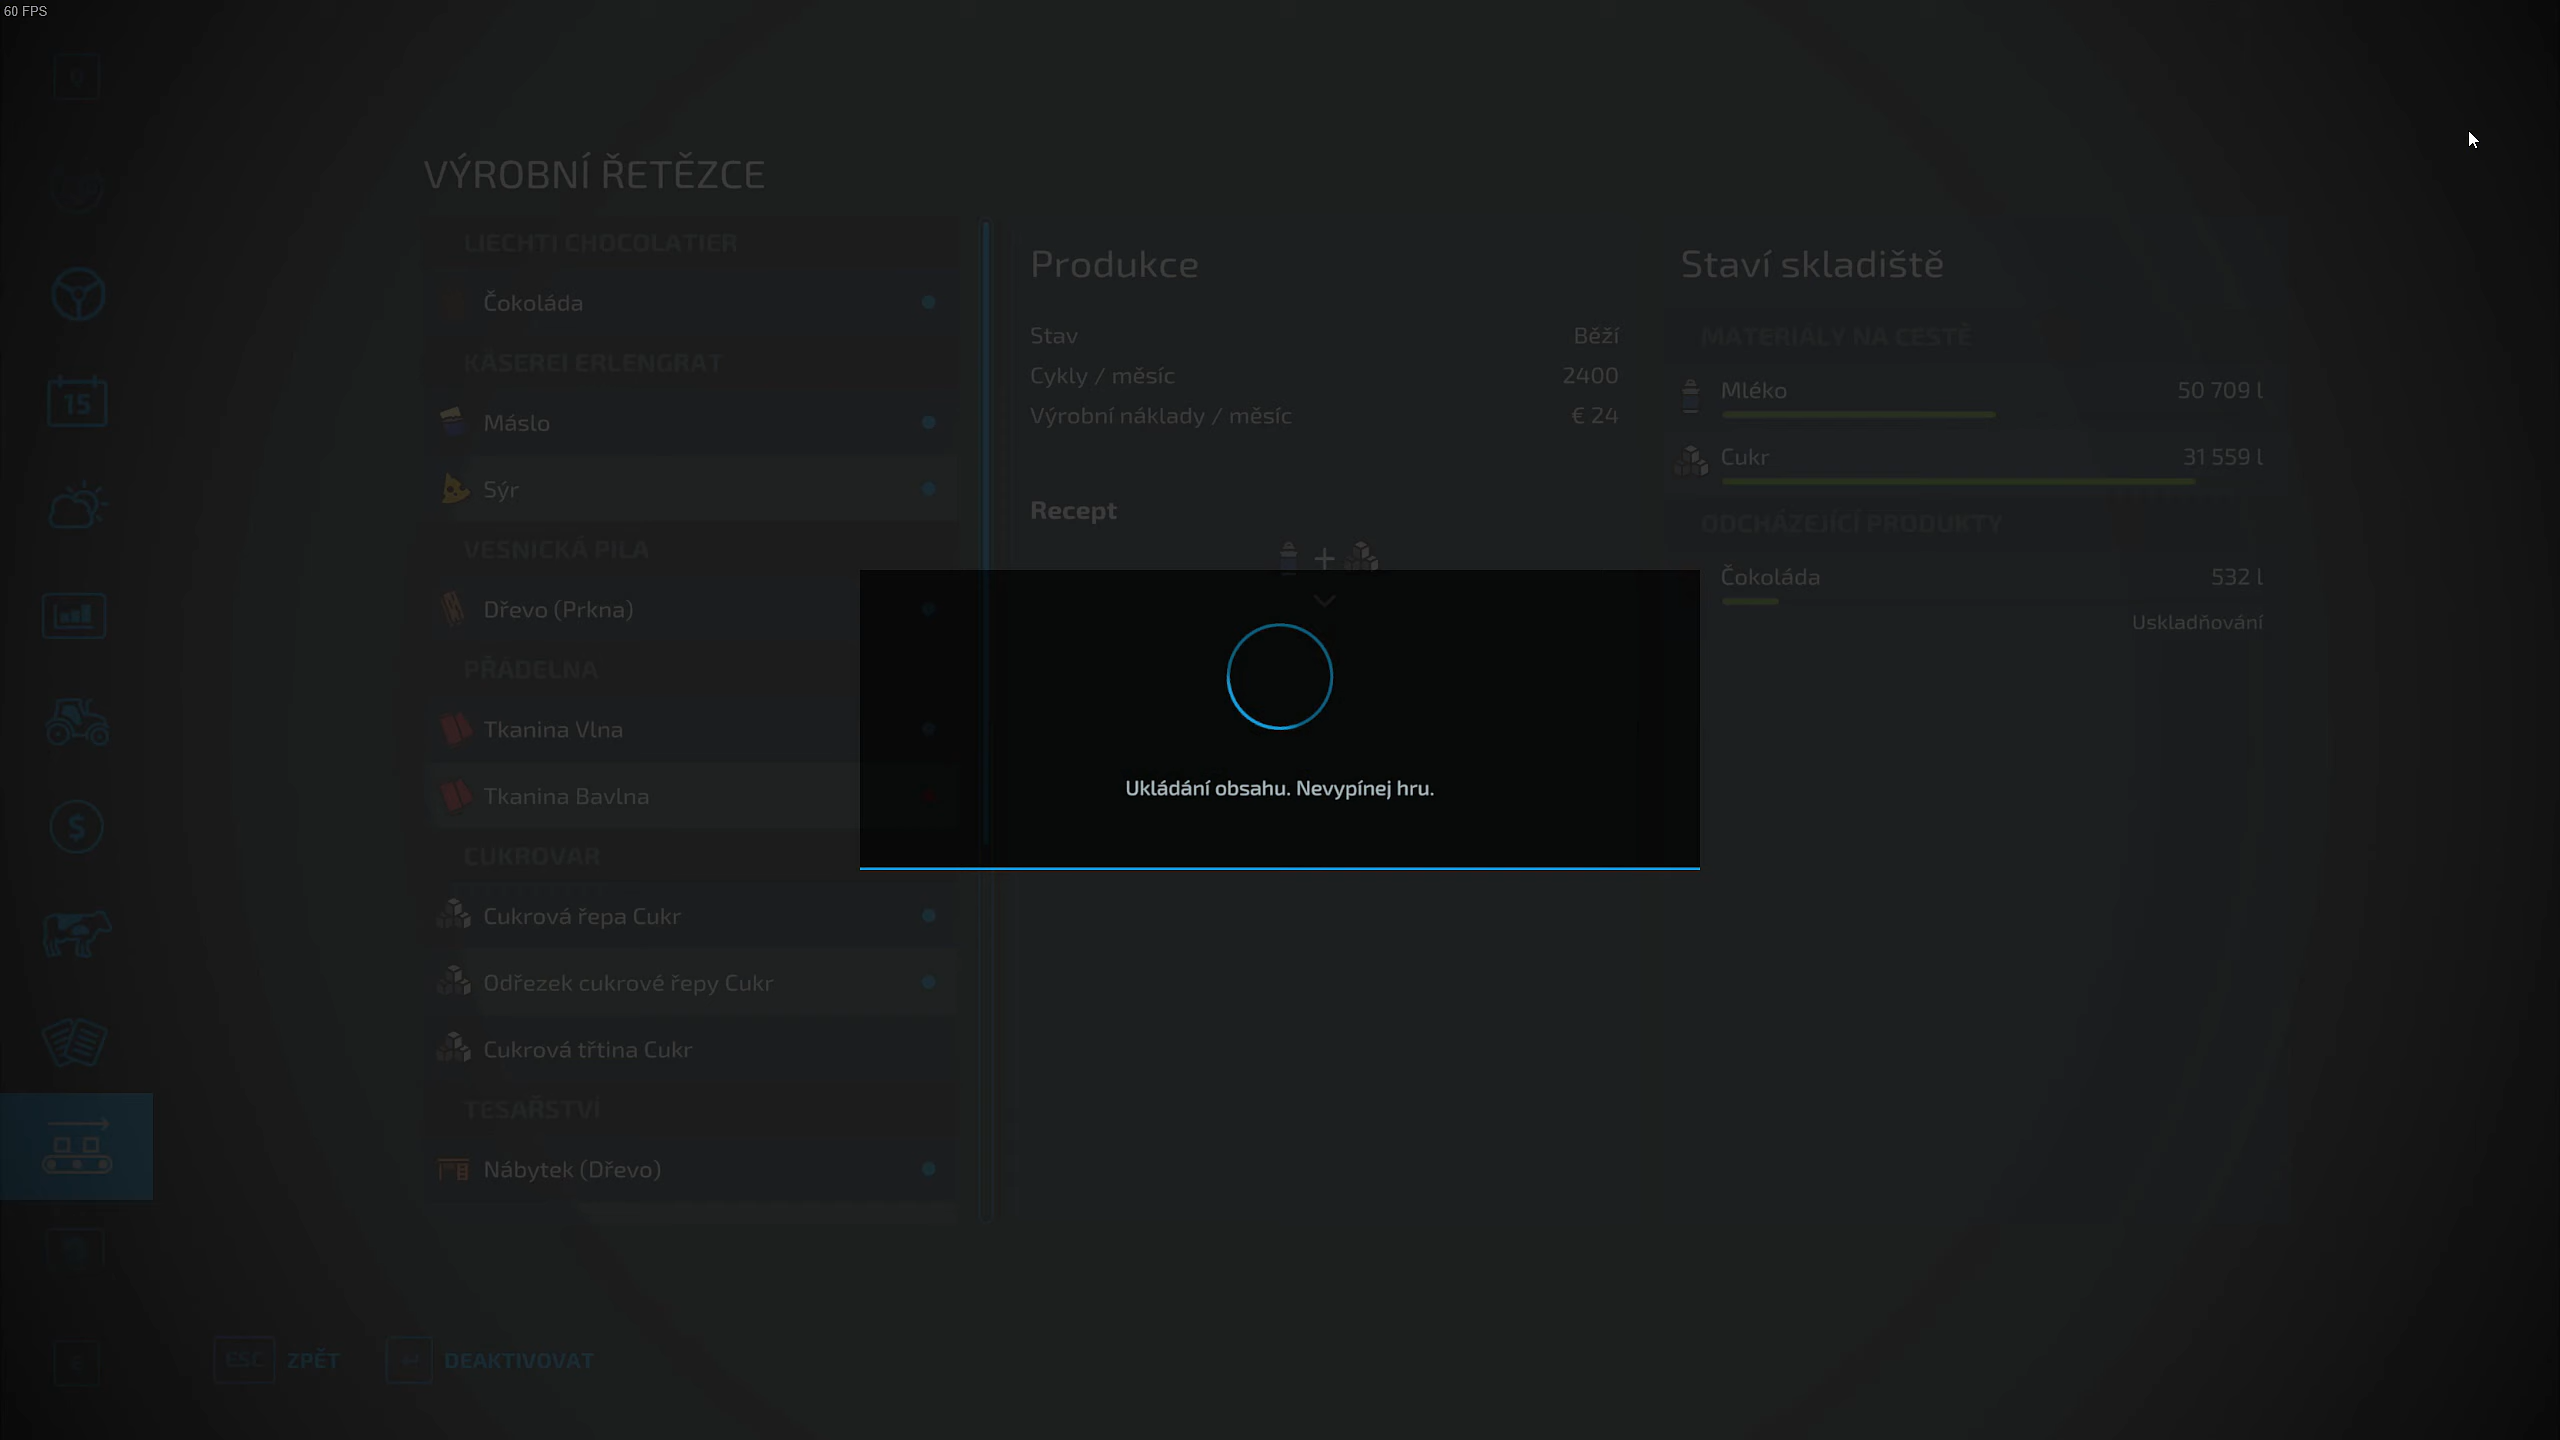 60 FPS
Q
VÝROBNÍ ŘETĚZCE
LIECHTI CHOCOLATIER
Čokoláda
KÄSEREI ERLENGRAT
Máslo
Sýr
VESNICKÁ PILA
Dřevo (Prkna)
PŘÁDELNA
Tkanina Vlna
Tkanina Bavlna
CUKROVAR
Cukrová řepa Cukr
Odřezek cukrové řepy Cukr
Cukrová třtina Cukr
TESAŘSTVÍ
Nábytek (Dřevo)
15
$
Produkce
Stav Běží
Cykly / měsíc 2400
Výrobní náklady / měsíc € 24
Recept
+
Staví skladiště
MATERIÁLY NA CESTĚ
Mléko 50 709 l
Cukr 31 559 l
ODCHÁZEJÍCÍ PRODUKTY
Čokoláda 532 l
Uskladňování
Ukládání obsahu. Nevypínej hru.
E
ESC ZPĚT
DEAKTIVOVAT